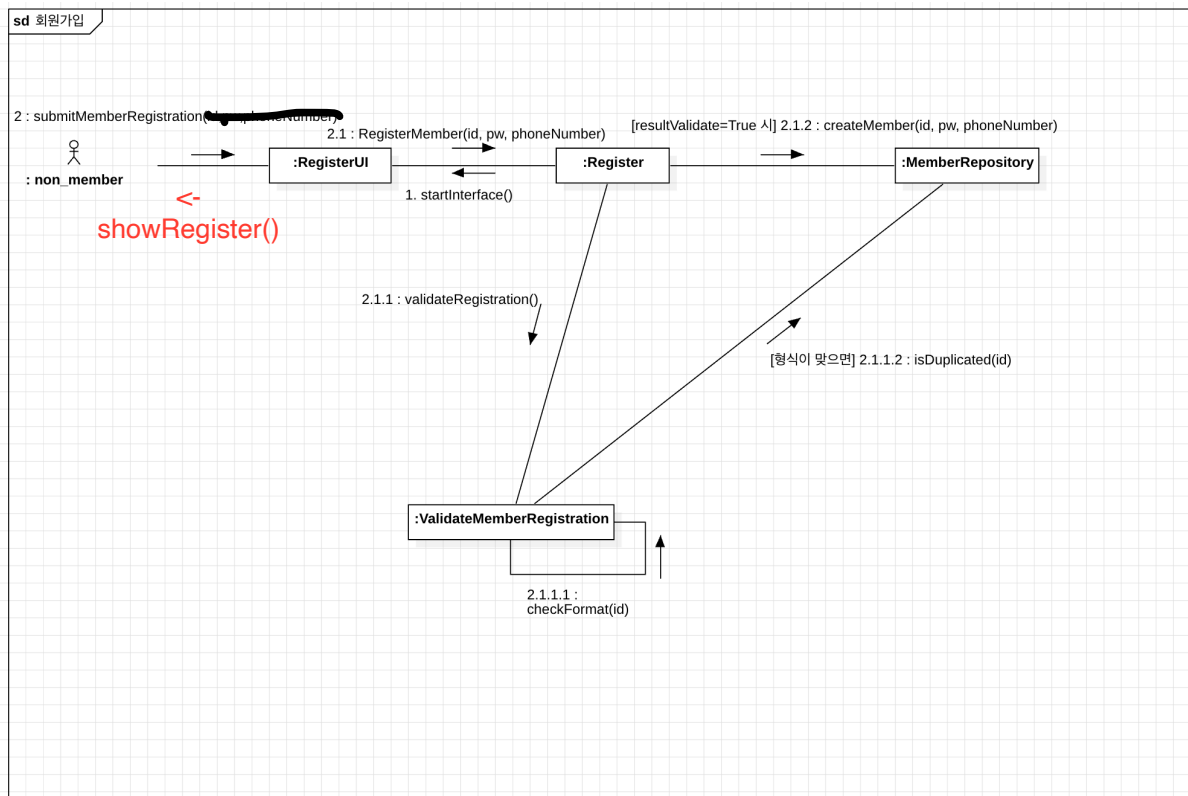 sd 회원가입
2 : submitMemberRegistration(
2.1 : RegisterMember(id, pw, phoneNumber)
[resultValidate=True 시] 2.1.2 : createMember(id, pw, phoneNumber)
: non_member
:RegisterUI
:Register
:MemberRepository
1. startInterface()
<-
showRegister()
2.1.1 : validateRegistration()
[형식이 맞으면] 2.1.1.2 : isDuplicated(id)
:ValidateMemberRegistration
2.1.1.1 :
checkFormat(id)